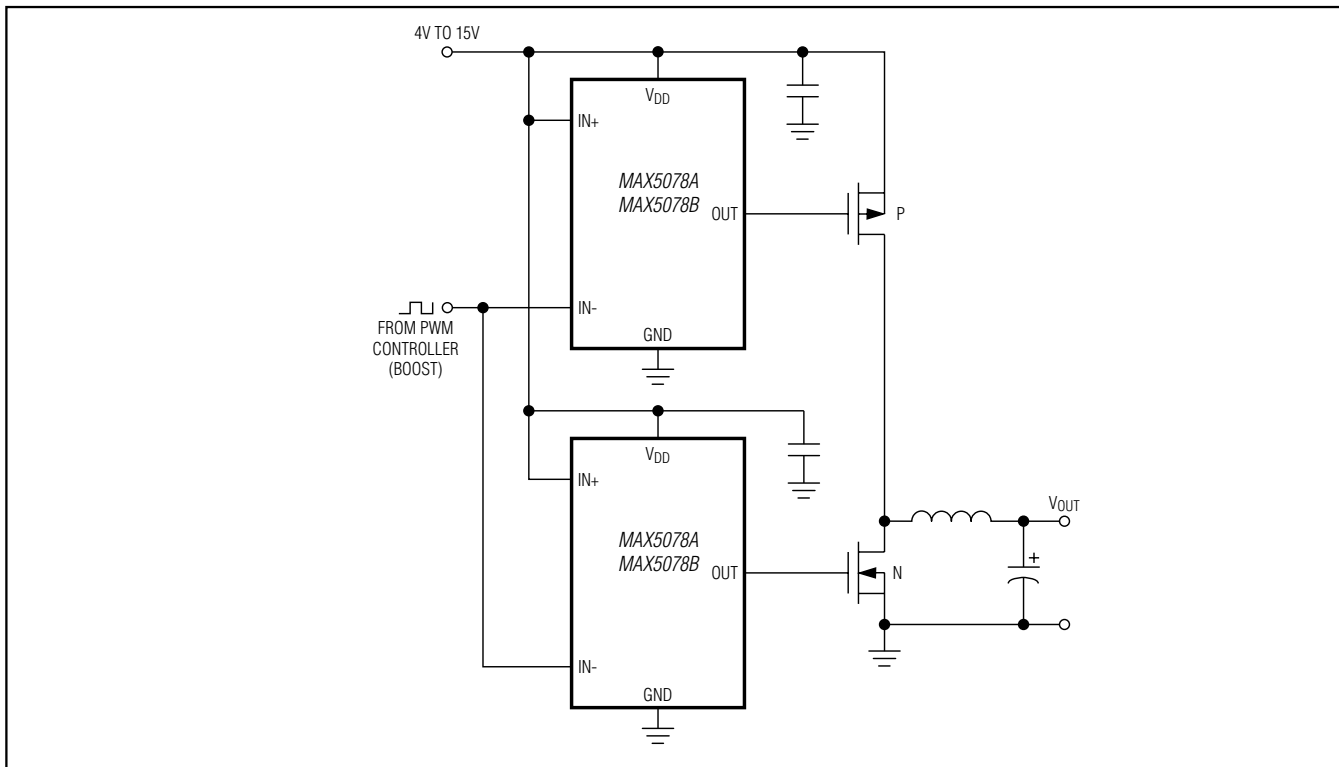 4V TO 15V
VDD
IN+
MAX5078A
MAX5078B
OUT
P
IN-
FROM PWM
CONTROLLER
(BOOST)
GND
VDD
IN+
VOUT
MAX5078A
MAX5078B
OUT
N
+
IN-
GND